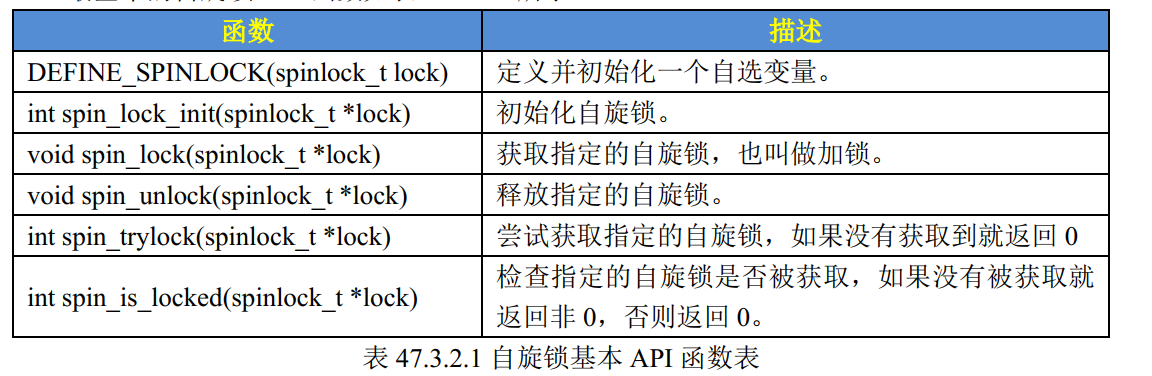 函数 描述
DEFINE_SPINLOCK(spinlock_t lock) 定义并初始化一个自选变量。
int spin_lock_init(spinlock_t *lock) 初始化自旋锁。
void spin_lock(spinlock_t *lock) 获取指定的自旋锁，也叫做加锁。
void spin_unlock(spinlock_t *lock) 释放指定的自旋锁。
int spin_trylock(spinlock_t *lock) 尝试获取指定的自旋锁，如果没有获取到就返回 0
int spin_is_locked(spinlock_t *lock) 检查指定的自旋锁是否被获取，如果没有被获取就
返回非 0，否则返回 0。
表 47.3.2.1 自旋锁基本 API 函数表